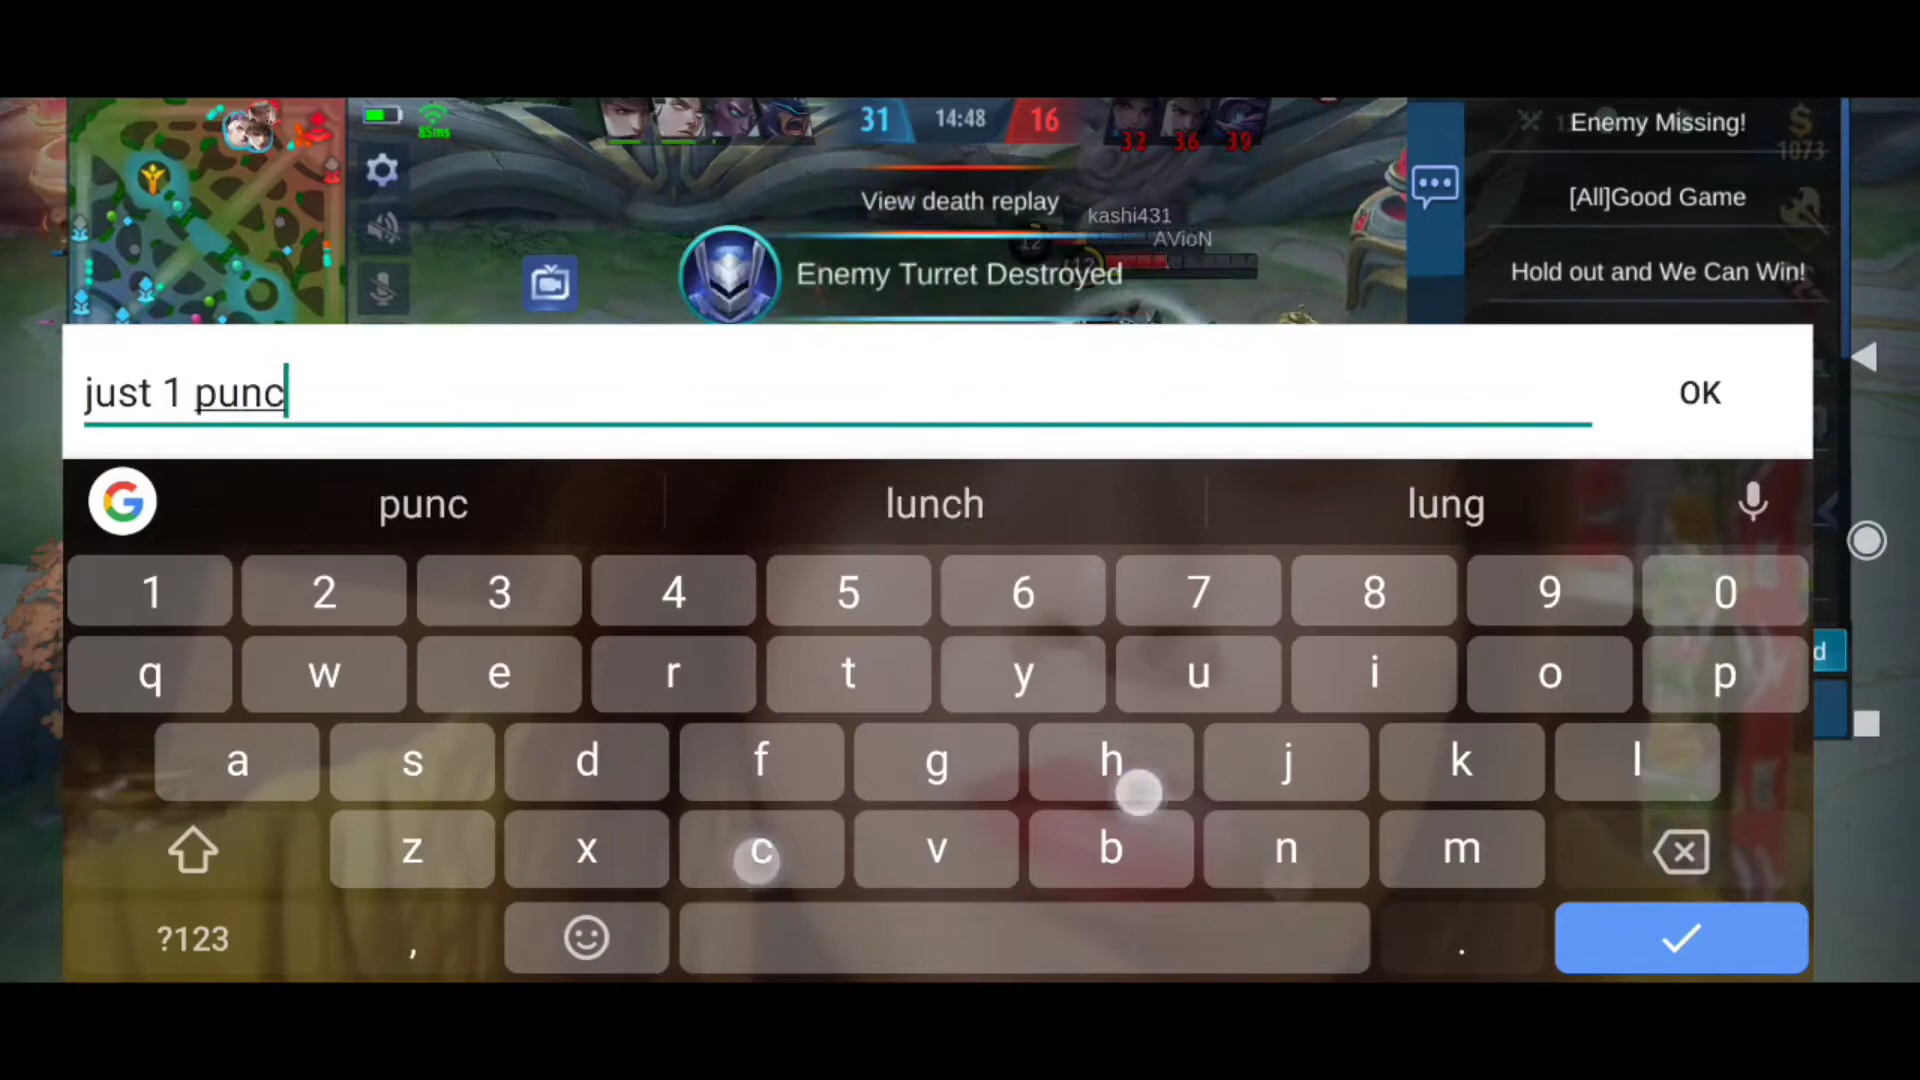 85ms
31 14:48 16
32 36 39
Enemy Missing!
1073
View death replay
[All]Good Game
kashi431
AVioN
12
Enemy Turret Destroyed
Hold out and We Can Win!
just 1 punc
OK
punc lunch lung
1 2 3 4 5 6 7 8 9 0
q w e r t y u i o p
d
a s d f g h j k l
z x c v b n m
?123 , .